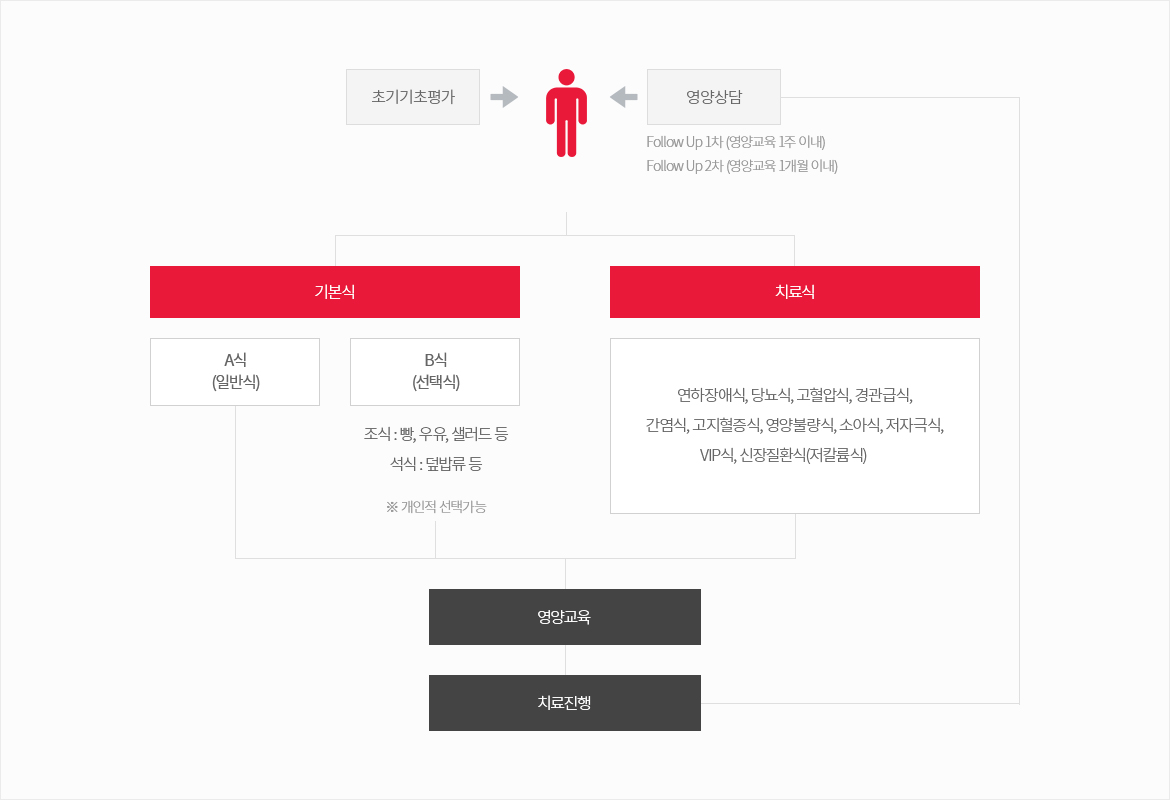 초기기초평가
영양상담
Follow Up 1차 (영양교육 1주 이내)
Follow Up 2차 (영양교육 1개월 이내)
기본식
치료식
A식
(일반식)
B식
(선택식)
조식 : 빵, 우유, 샐러드 등
석식 : 덮밥류 등
※ 개인적 선택가능
연하장애식, 당뇨식, 고혈압식, 경관급식,
간염식, 고지혈증식, 영양불량식, 소아식, 저자극식,
VIP식, 신장질환식(저칼륨식)
영양교육
치료진행